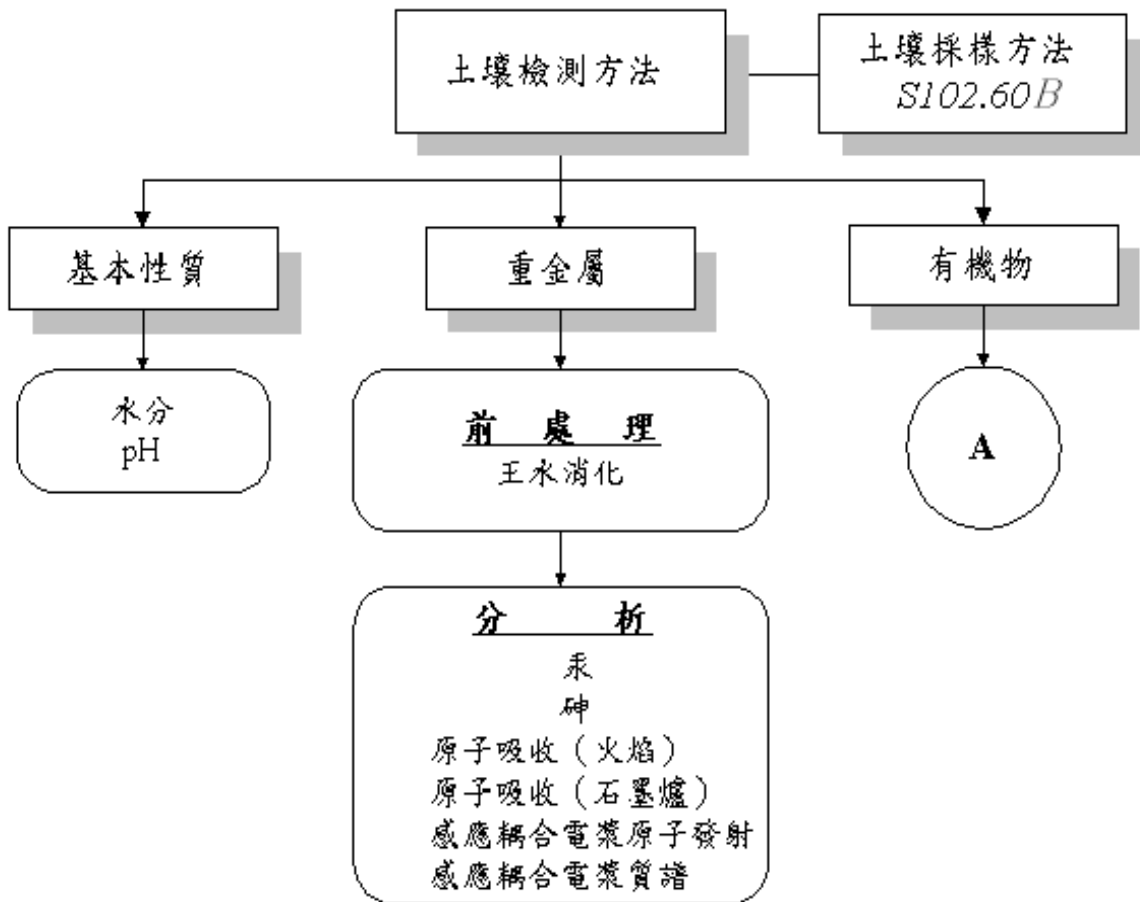 土壤檢測方法
土壤採樣方法
S102.60B
基本性質
重金屬
有機物
水分
pH
前 處 理
王水消化
A
分 析
汞
砷
原子吸收（火焰）
原子吸收（石墨爐）
感應耦合電漿原子發射
感應耦合電漿質譜